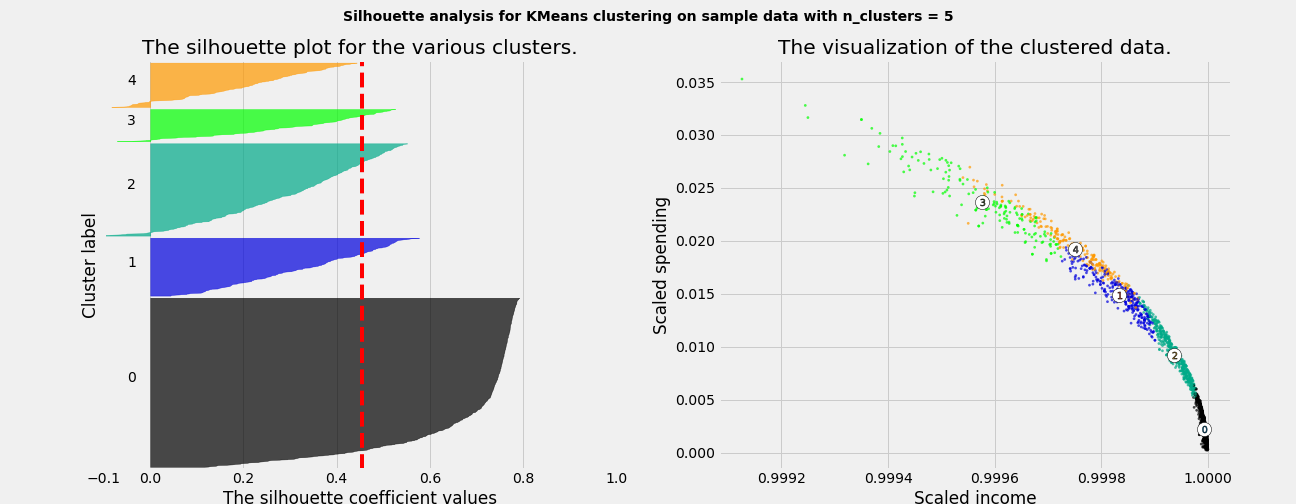 Silhouette analysis for KMeans clustering on sample data with n_clusters = 5
The silhouette plot for the various clusters.
4
3
2
1
0
Cluster label
−0.1 0.0 0.2 0.4 0.6 0.8 1.0
The silhouette coefficient values
The visualization of the clustered data.
0.035
0.030
0.025
0.020
0.015
0.010
0.005
0.000
Scaled spending
3
4
1
2
0
0.9992 0.9994 0.9996 0.9998 1.0000
Scaled income